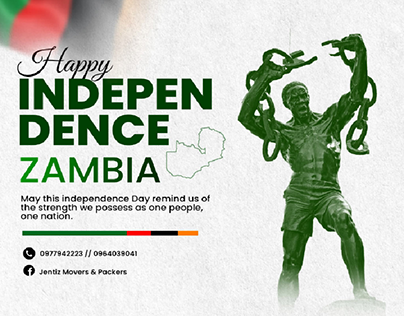 Happy
INDEPEN
DENCE
ZAMBIA
May this independence Day remind us of
the strength we possess as one people,
one nation.
0977942223 // 0964039041
Jentiz Movers & Packers